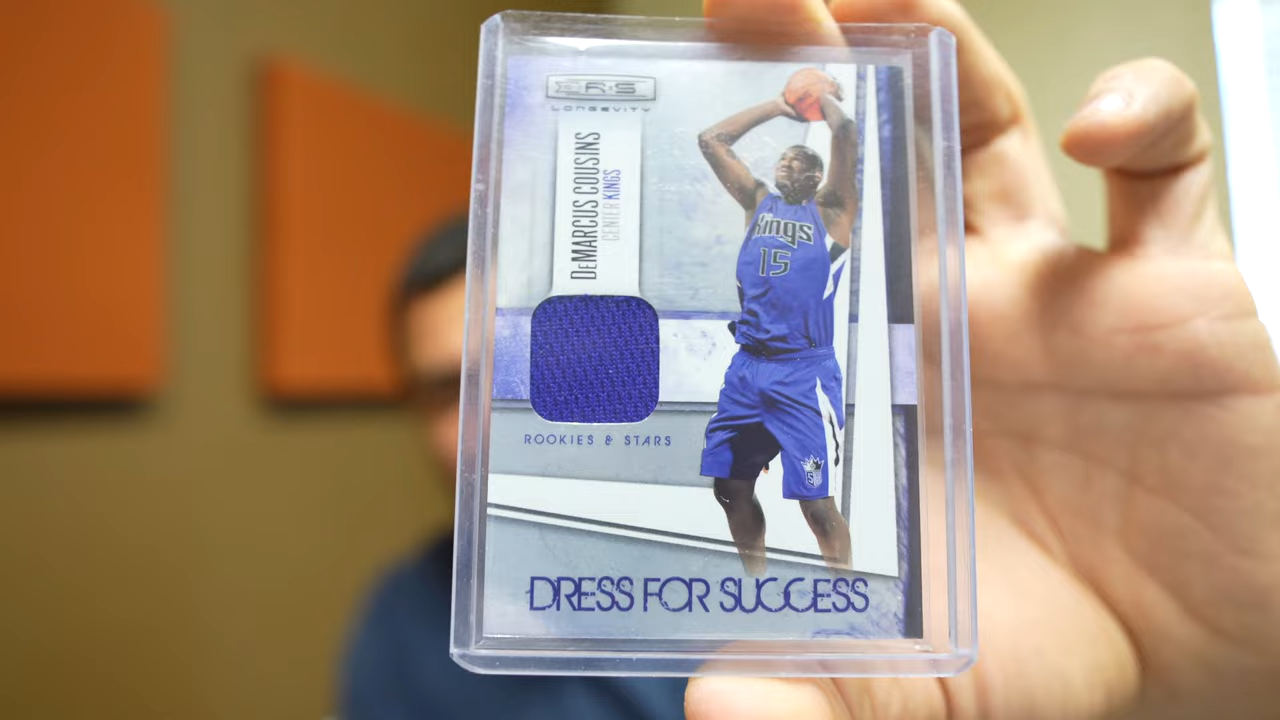 R&S
LONGEVITY
DeMARCUS COUSINS
CENTER KINGS
Kings
15
ROOKIES & STARS
DRESS FOR SUCCESS